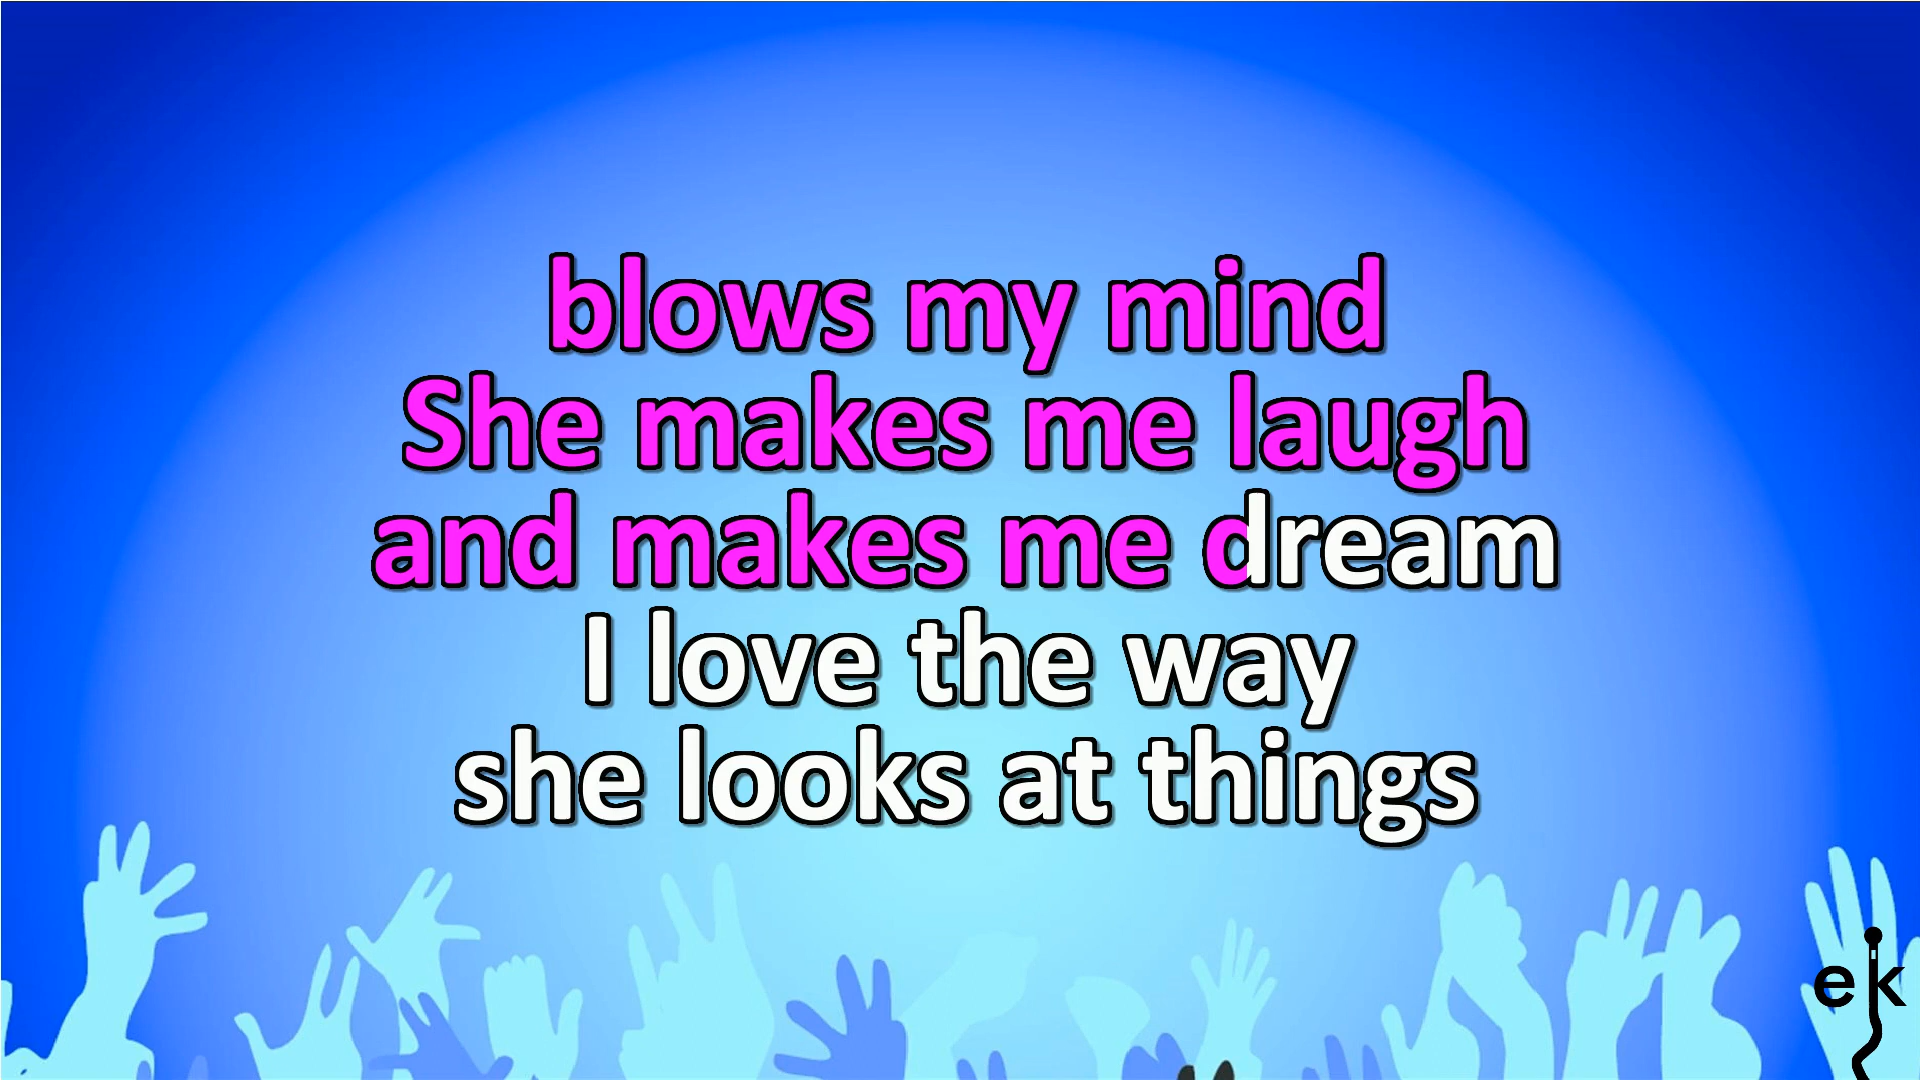 blows my mind
She makes me laugh
and makes me dream
I love the way
she looks at things
ek